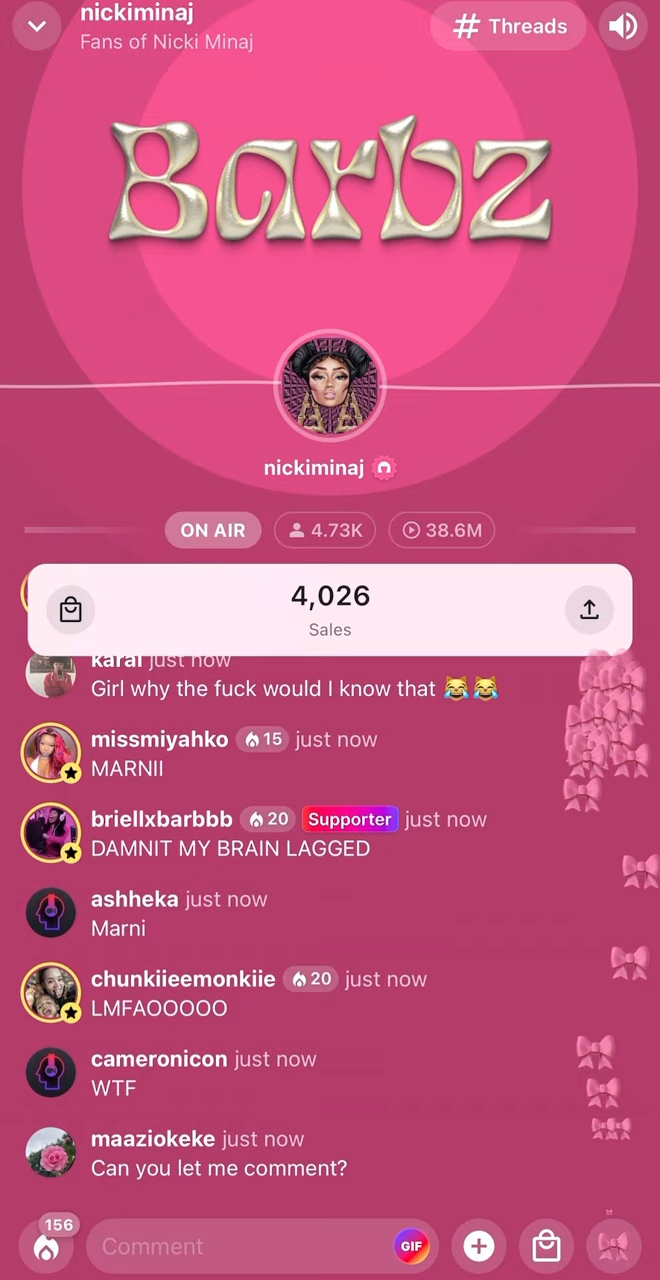 nickiminaj
Fans of Nicki Minaj
Threads
Barbz
nickiminaj
ON AIR
4.73K
38.6M
4,026
Sales
karai just now
Girl why the fuck would I know that 😹😹
missmiyahko 15 just now
MARNII
briellxbarbbb 20 Supporter just now
DAMNIT MY BRAIN LAGGED
ashheka just now
Marni
chunkiieemonkiie 20 just now
LMFAOOOOO
cameronicon just now
WTF
maaziokeke just now
Can you let me comment?
156
Comment
GIF